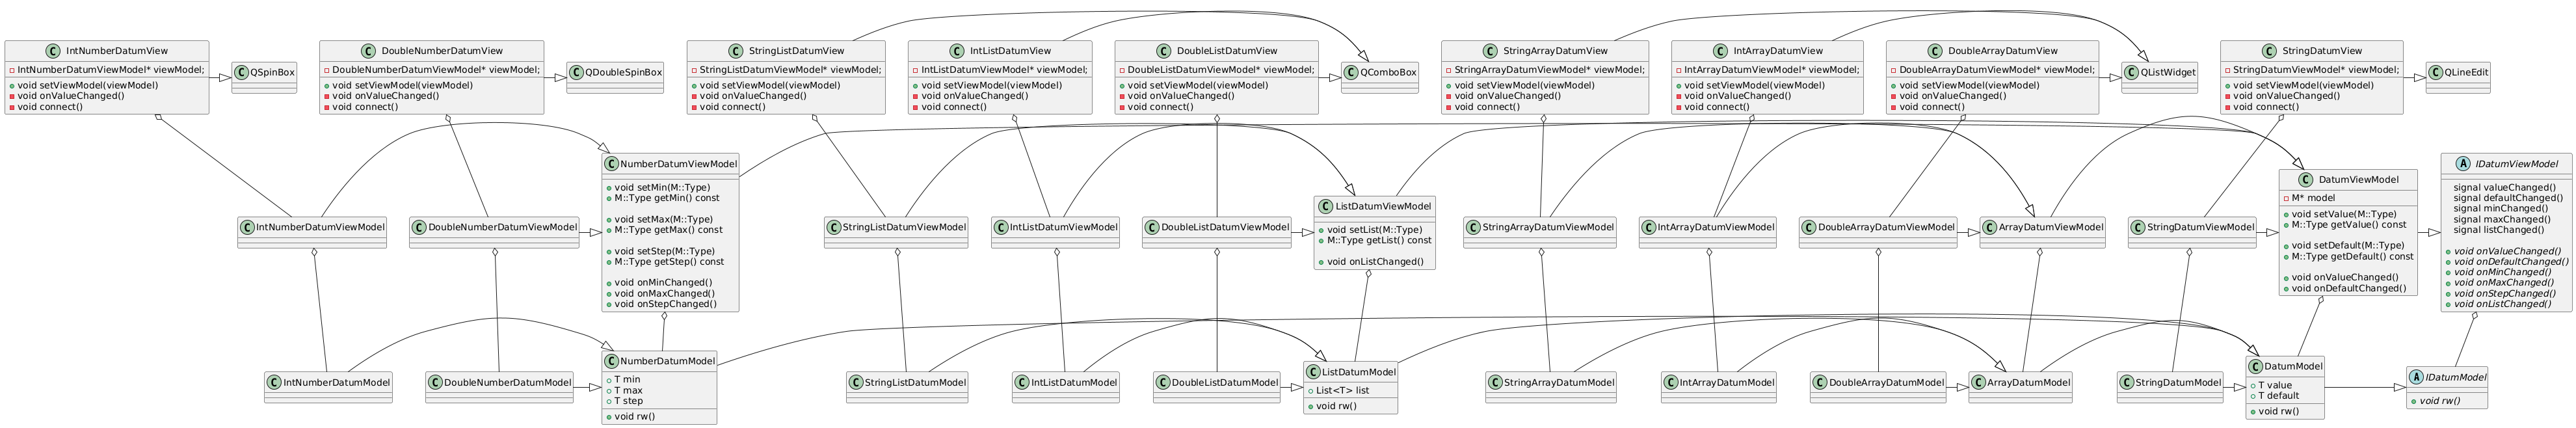 IntNumberDatumView
IntNumberDatumViewModel* viewModel;
void setViewModel(viewModel)
void onValueChanged()
void connect()
QSpinBox
DoubleNumberDatumView
DoubleNumberDatumViewModel* viewModel;
void setViewModel(viewModel)
void onValueChanged()
void connect()
QDoubleSpinBox
StringListDatumView
StringListDatumViewModel* viewModel;
void setViewModel(viewModel)
void onValueChanged()
void connect()
IntListDatumView
IntListDatumViewModel* viewModel;
void setViewModel(viewModel)
void onValueChanged()
void connect()
DoubleListDatumView
DoubleListDatumViewModel* viewModel;
void setViewModel(viewModel)
void onValueChanged()
void connect()
QComboBox
StringArrayDatumView
StringArrayDatumViewModel* viewModel;
void setViewModel(viewModel)
void onValueChanged()
void connect()
IntArrayDatumView
IntArrayDatumViewModel* viewModel;
void setViewModel(viewModel)
void onValueChanged()
void connect()
DoubleArrayDatumView
DoubleArrayDatumViewModel* viewModel;
void setViewModel(viewModel)
void onValueChanged()
void connect()
QListWidget
StringDatumView
StringDatumViewModel* viewModel;
void setViewModel(viewModel)
void onValueChanged()
void connect()
QLineEdit
IntNumberDatumViewModel
DoubleNumberDatumViewModel
NumberDatumViewModel
void setMin(M::Type)
M::Type getMin() const
void setMax(M::Type)
M::Type getMax() const
void setStep(M::Type)
M::Type getStep() const
void onMinChanged()
void onMaxChanged()
void onStepChanged()
StringListDatumViewModel
IntListDatumViewModel
DoubleListDatumViewModel
ListDatumViewModel
void setList(M::Type)
M::Type getList() const
void onListChanged()
StringArrayDatumViewModel
IntArrayDatumViewModel
DoubleArrayDatumViewModel
ArrayDatumViewModel
StringDatumViewModel
DatumViewModel
M* model
void setValue(M::Type)
M::Type getValue() const
void setDefault(M::Type)
M::Type getDefault() const
void onValueChanged()
void onDefaultChanged()
IDatumViewModel
signal valueChanged()
signal defaultChanged()
signal minChanged()
signal maxChanged()
signal listChanged()
void onValueChanged()
void onDefaultChanged()
void onMinChanged()
void onMaxChanged()
void onStepChanged()
void onListChanged()
IntNumberDatumModel
DoubleNumberDatumModel
NumberDatumModel
T min
T max
T step
void rw()
StringListDatumModel
IntListDatumModel
DoubleListDatumModel
ListDatumModel
List<T> list
void rw()
StringArrayDatumModel
IntArrayDatumModel
DoubleArrayDatumModel
ArrayDatumModel
StringDatumModel
DatumModel
T value
T default
void rw()
IDatumModel
void rw()